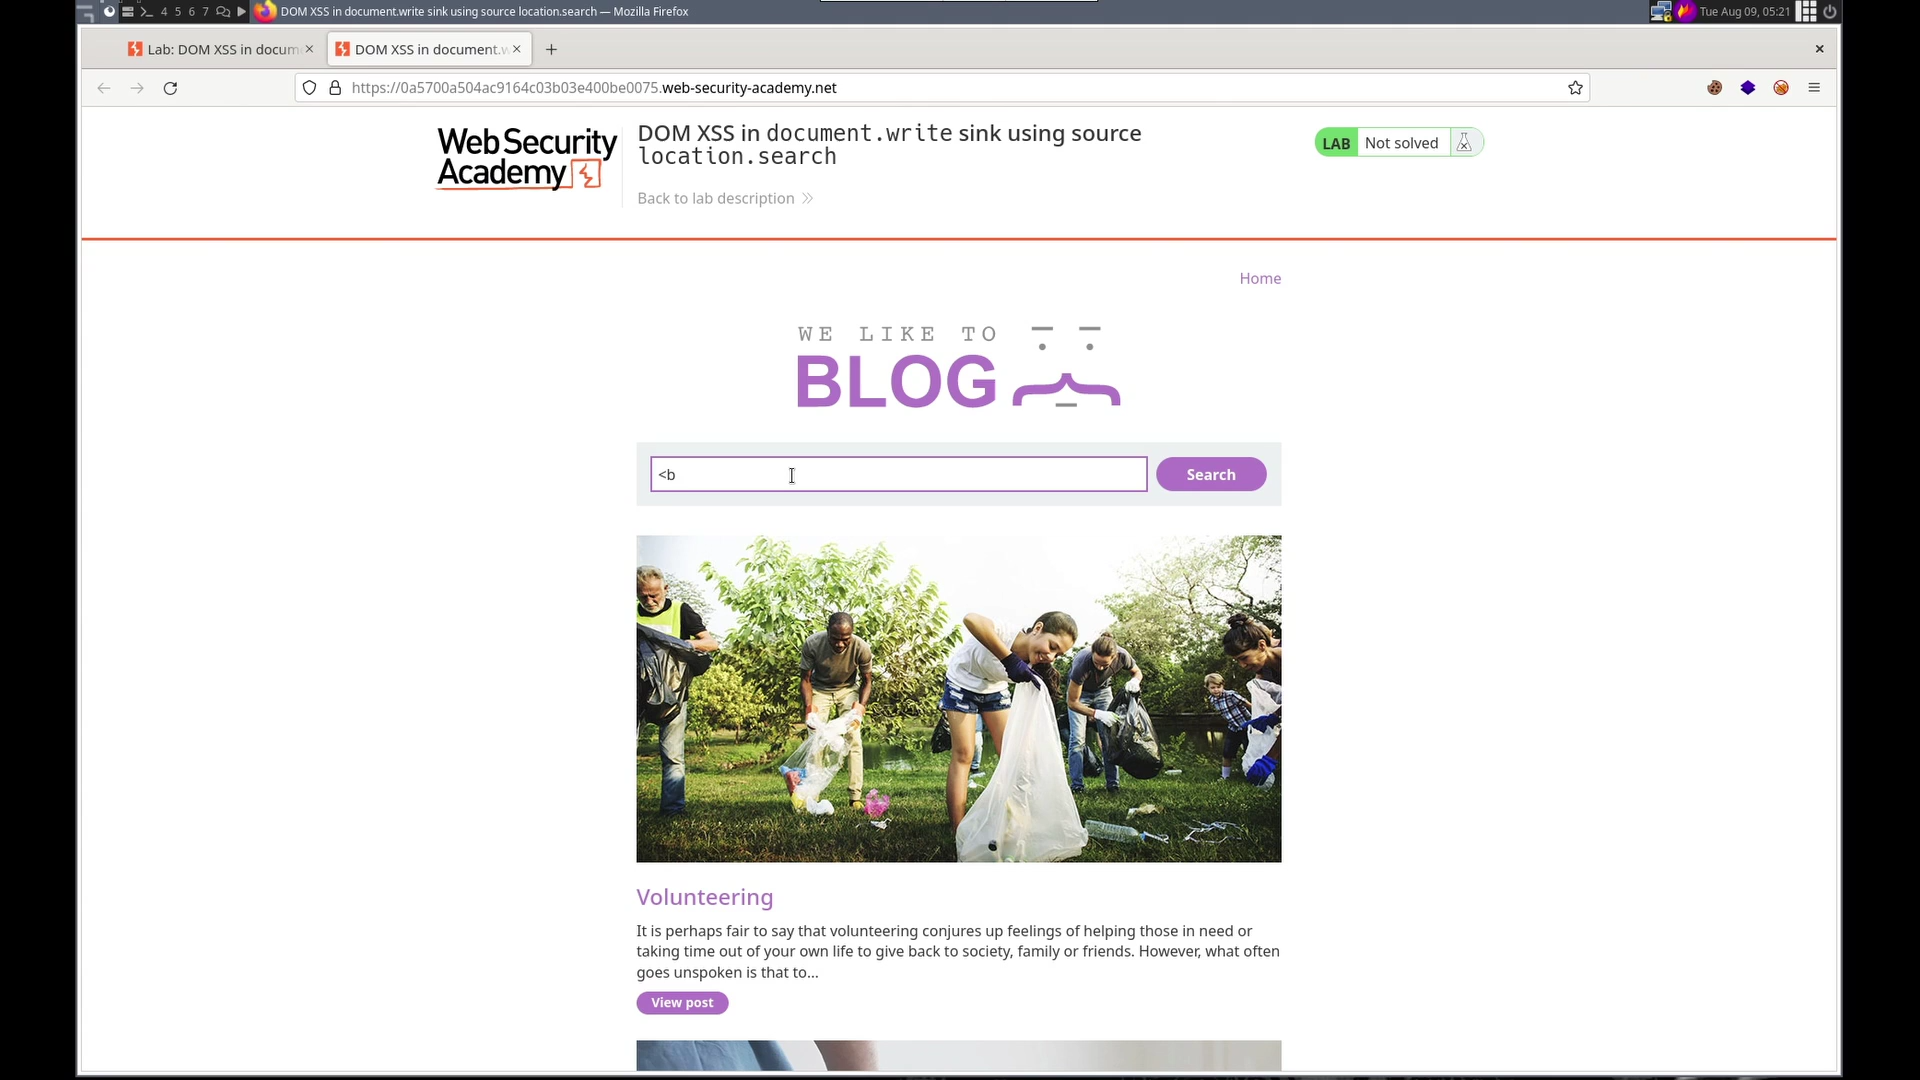 4 5 6 7
DOM XSS in document.write sink using source location.search — Mozilla Firefox
Tue Aug 09, 05:21
Lab: DOM XSS in docum
DOM XSS in document.w
https://0a5700a504ac9164c03b03e400be0075.web-security-academy.net
Web Security
Academy
DOM XSS in document.write sink using source
location.search
LAB Not solved
Back to lab description
Home
WE LIKE TO
BLOG
<b
Search
Volunteering
It is perhaps fair to say that volunteering conjures up feelings of helping those in need or
taking time out of your own life to give back to society, family or friends. However, what often
goes unspoken is that to...
View post